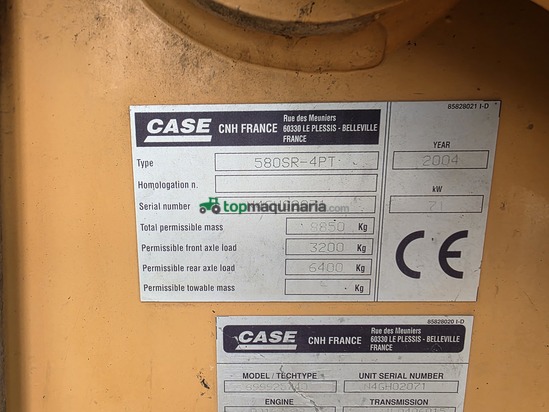 85828021 I-D
CASE CNH FRANCE Rue des Meuniers
60330 LE PLESSIS - BELLEVILLE
FRANCE
YEAR
Type 580SR-4PT 2004
Homologation n.
kW
Serial number 71
topmaquinaria.com
Total permissible mass 8850 Kg
Permissible front axle load 3200 Kg
Permissible rear axle load 6400 Kg
Permissible towable mass - Kg
CE
85828020 I-D
CASE CNH FRANCE Rue des Meuniers
60330 LE PLESSIS - BELLEVILLE
FRANCE
MODEL / TECHTYPE UNIT SERIAL NUMBER
N4GH02071
ENGINE TRANSMISSION